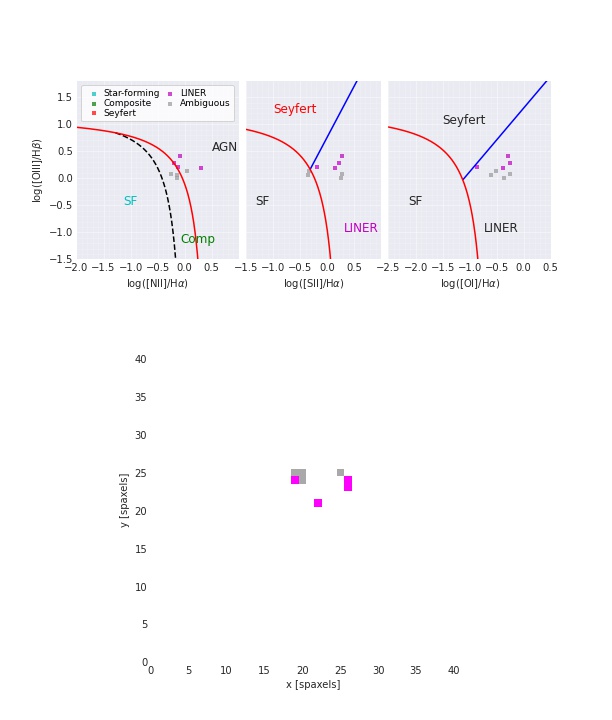 Star-forming
Composite
Seyfert
LINER
Ambiguous
1.5
1.0
0.5
0.0
−0.5
−1.0
−1.5
log([OIII]/Hβ)
AGN
SF
Comp
−2.0 −1.5 −1.0 −0.5 0.0 0.5
log([NII]/Hα)
Seyfert
SF
LINER
−1.0 −0.5 0.0 0.5
log([SII]/Hα)
Seyfert
SF
LINER
−2.5 −2.0 −1.5 −1.0 −0.5 0.0 0.5
log([OI]/Hα)
40
35
30
25
20
15
10
5
0
y [spaxels]
0 5 10 15 20 25 30 35 40
x [spaxels]